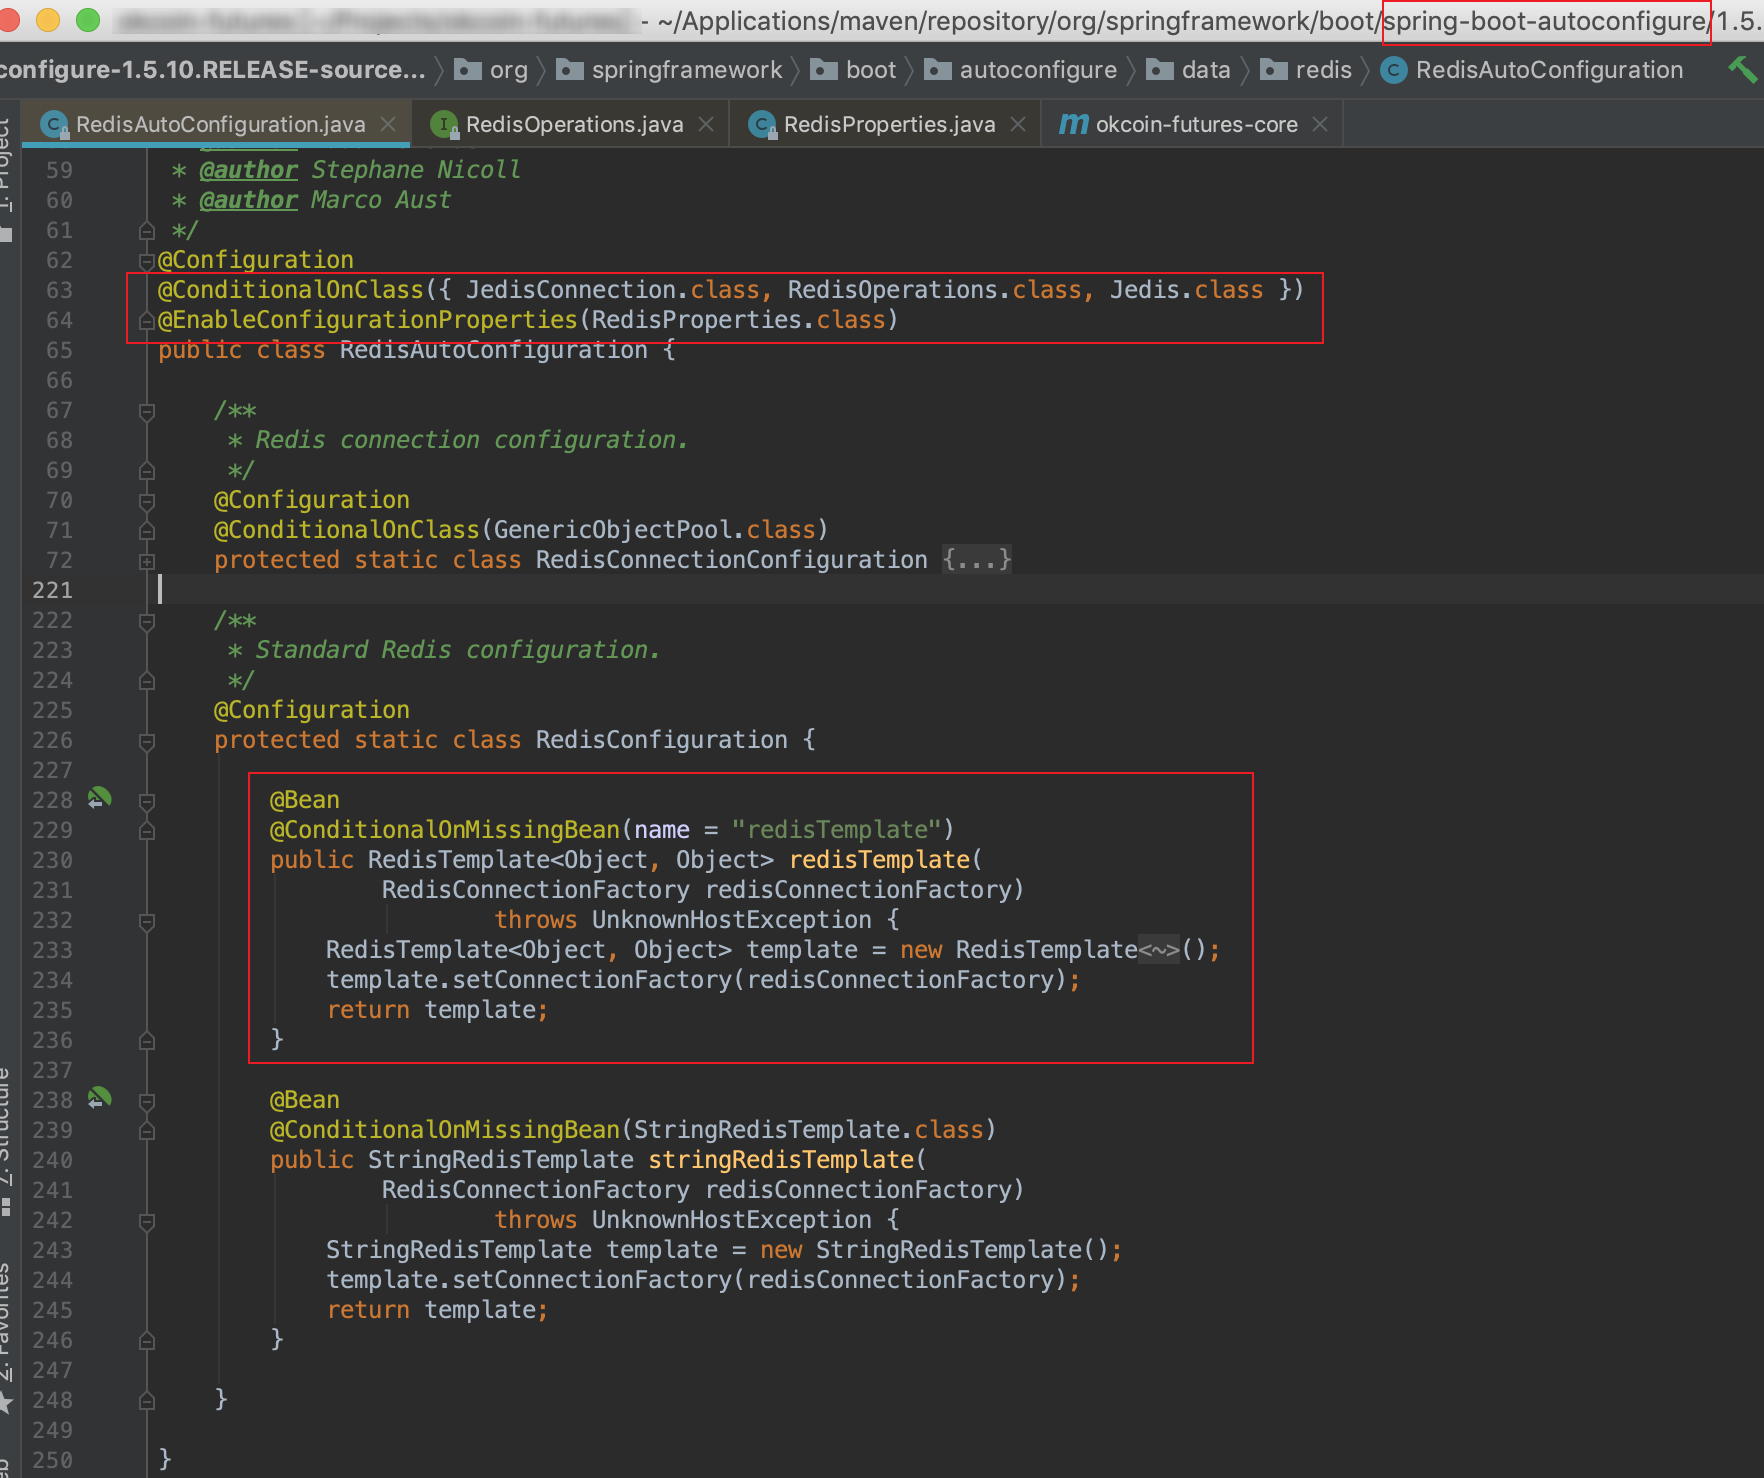 - ~/Applications/maven/repository/org/springframework/boot/spring-boot-autoconfigure/1.5.
configure-1.5.10.RELEASE-source... org springframework boot autoconfigure data redis RedisAutoConfiguration
RedisAutoConfiguration.java RedisOperations.java RedisProperties.java okcoin-futures-core
Project
59 * @author Stephane Nicoll
60 * @author Marco Aust
61 */
62 @Configuration
63 @ConditionalOnClass({ JedisConnection.class, RedisOperations.class, Jedis.class })
64 @EnableConfigurationProperties(RedisProperties.class)
65 public class RedisAutoConfiguration {
66
67 /**
68 * Redis connection configuration.
69 */
70 @Configuration
71 @ConditionalOnClass(GenericObjectPool.class)
72 protected static class RedisConnectionConfiguration {...}
221
222 /**
223 * Standard Redis configuration.
224 */
225 @Configuration
226 protected static class RedisConfiguration {
227
228 @Bean
229 @ConditionalOnMissingBean(name = "redisTemplate")
230 public RedisTemplate<Object, Object> redisTemplate(
231 RedisConnectionFactory redisConnectionFactory)
232 throws UnknownHostException {
233 RedisTemplate<Object, Object> template = new RedisTemplate<~>();
234 template.setConnectionFactory(redisConnectionFactory);
235 return template;
236 }
237
238 @Bean
239 @ConditionalOnMissingBean(StringRedisTemplate.class)
240 public StringRedisTemplate stringRedisTemplate(
241 RedisConnectionFactory redisConnectionFactory)
242 throws UnknownHostException {
243 StringRedisTemplate template = new StringRedisTemplate();
244 template.setConnectionFactory(redisConnectionFactory);
245 return template;
246 }
247
248 }
249
250 }
7: Structure
2: Favorites